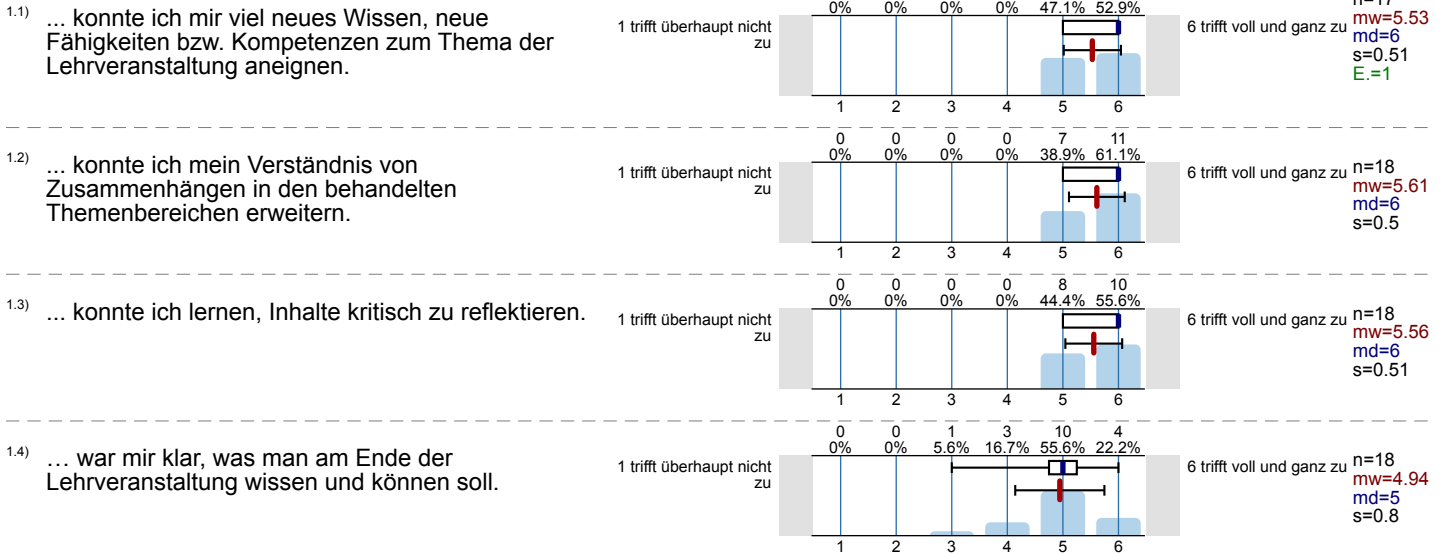 1.1) ... konnte ich mir viel neues Wissen, neue
Fähigkeiten bzw. Kompetenzen zum Thema der
Lehrveranstaltung aneignen.
1 trifft überhaupt nicht
zu
0% 0% 0% 0% 47.1% 52.9%
1 2 3 4 5 6
6 trifft voll und ganz zu
n=17
mw=5.53
md=6
s=0.51
E.=1
1.2) ... konnte ich mein Verständnis von
Zusammenhängen in den behandelten
Themenbereichen erweitern.
1 trifft überhaupt nicht
zu
0 0 0 0 7 11
0% 0% 0% 0% 38.9% 61.1%
1 2 3 4 5 6
6 trifft voll und ganz zu
n=18
mw=5.61
md=6
s=0.5
1.3) ... konnte ich lernen, Inhalte kritisch zu reflektieren.
1 trifft überhaupt nicht
zu
0 0 0 0 8 10
0% 0% 0% 0% 44.4% 55.6%
1 2 3 4 5 6
6 trifft voll und ganz zu
n=18
mw=5.56
md=6
s=0.51
1.4) … war mir klar, was man am Ende der
Lehrveranstaltung wissen und können soll.
1 trifft überhaupt nicht
zu
0 0 1 3 10 4
0% 0% 5.6% 16.7% 55.6% 22.2%
1 2 3 4 5 6
6 trifft voll und ganz zu
n=18
mw=4.94
md=5
s=0.8